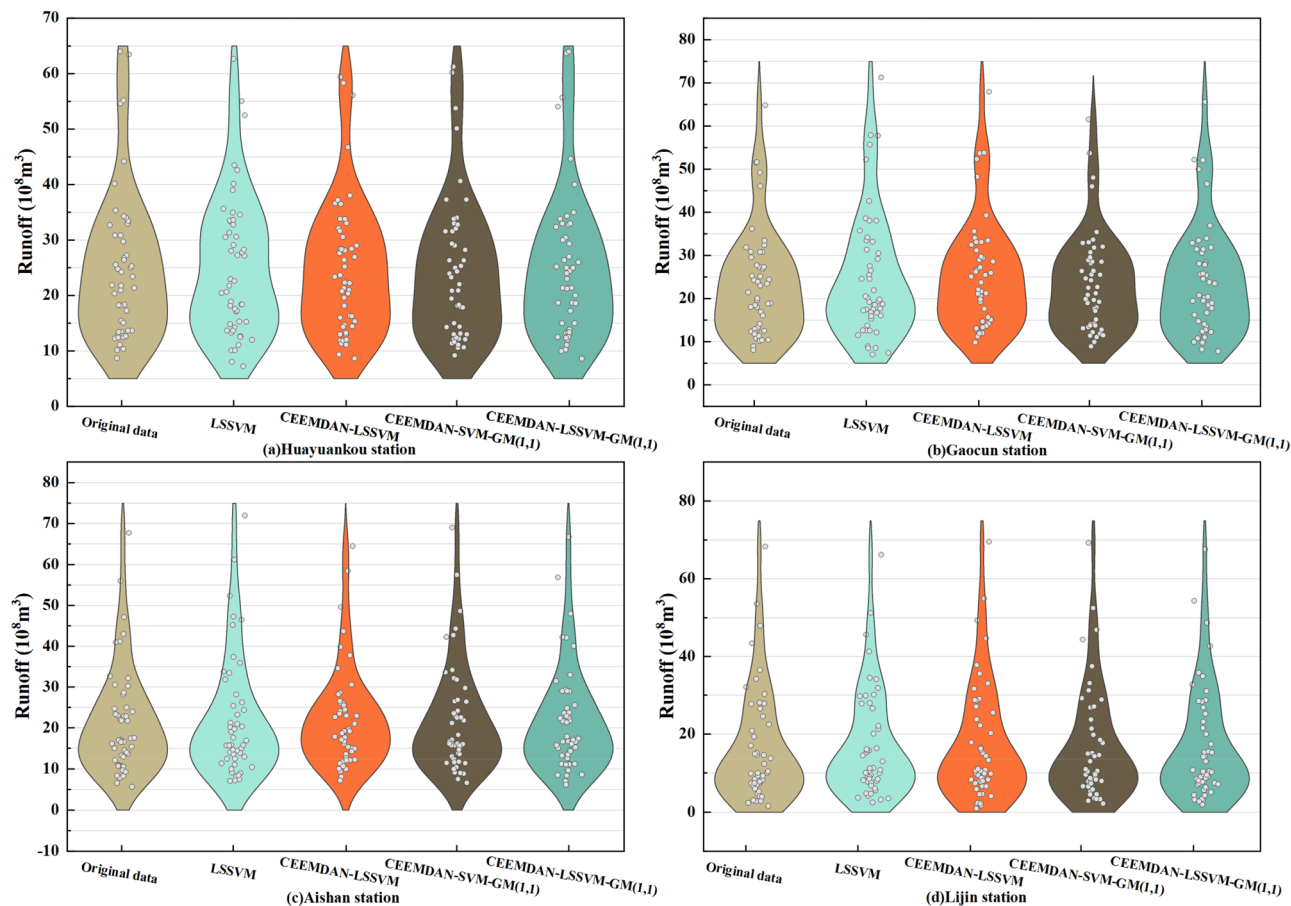 70
60
50
40
30
20
10
0
Runoff (10⁸m³)
Original data
LSSVM
CEEMDAN-LSSVM
CEEMDAN-SVM-GM(1,1)
CEEMDAN-LSSVM-GM(1,1)
(a)Huayuankou station
80
70
60
50
40
30
20
10
0
Runoff (10⁸m³)
Original data
LSSVM
CEEMDAN-LSSVM
CEEMDAN-SVM-GM(1,1)
CEEMDAN-LSSVM-GM(1,1)
(b)Gaocun station
80
70
60
50
40
30
20
10
0
-10
Runoff (10⁸m³)
Original data
LSSVM
CEEMDAN-LSSVM
CEEMDAN-SVM-GM(1,1)
CEEMDAN-LSSVM-GM(1,1)
(c)Aishan station
80
60
40
20
0
Runoff (10⁸m³)
Original data
LSSVM
CEEMDAN-LSSVM
CEEMDAN-SVM-GM(1,1)
CEEMDAN-LSSVM-GM(1,1)
(d)Lijin station